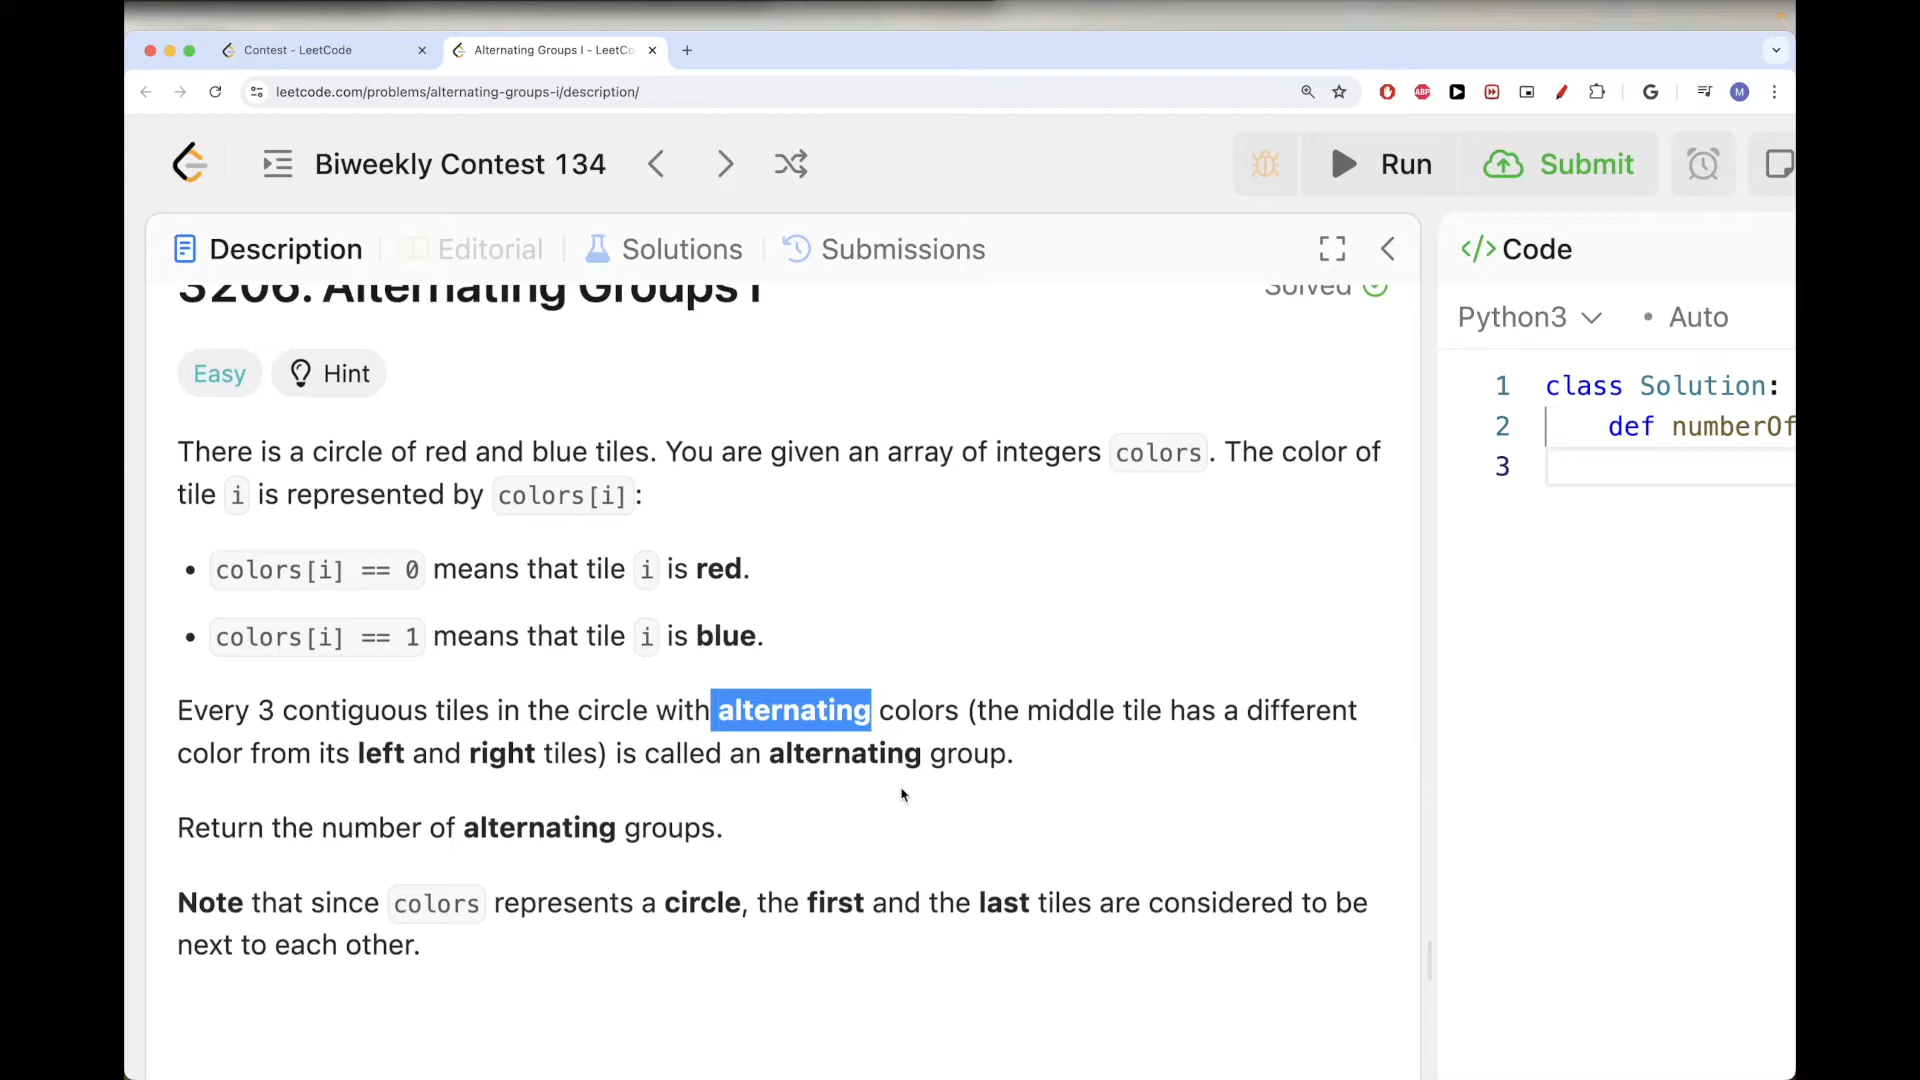 Contest - LeetCode
Alternating Groups I - LeetCo
leetcode.com/problems/alternating-groups-i/description/
ABP
G
M
Biweekly Contest 134
Run
Submit
Description
Editorial
Solutions
Submissions
</> Code
3206. Alternating Groups I
Solved
Python3
• Auto
Easy
Hint
1 class Solution:
2 def numberOf
3
There is a circle of red and blue tiles. You are given an array of integers colors. The color of
tile i is represented by colors[i]:
• colors[i] == 0 means that tile i is red.
• colors[i] == 1 means that tile i is blue.
Every 3 contiguous tiles in the circle with alternating colors (the middle tile has a different
color from its left and right tiles) is called an alternating group.
Return the number of alternating groups.
Note that since colors represents a circle, the first and the last tiles are considered to be
next to each other.